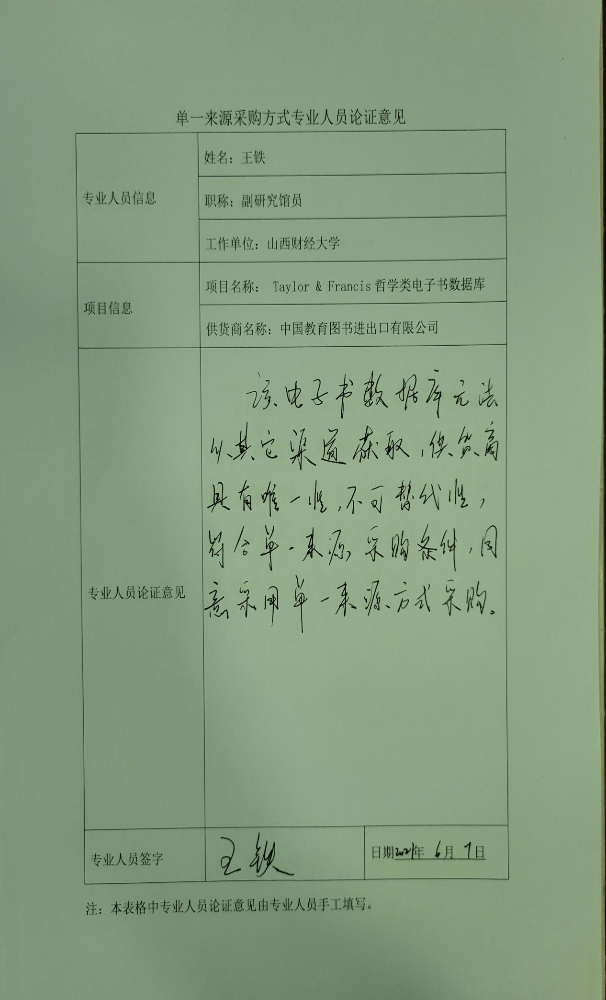 单一来源采购方式专业人员论证意见
专业人员信息
姓名：王铁
职称：副研究馆员
工作单位：山西财经大学
项目信息
项目名称： Taylor & Francis 哲学类电子书数据库
供货商名称：中国教育图书进出口有限公司
专业人员论证意见
该电子书数据库无法
从其它渠道获取，供货商
具有唯一性，不可替代性，
符合单一来源采购条件，同
意采用单一来源方式采购。
专业人员签字
王铁
日期2021年 6月 7日
注：本表格中专业人员论证意见由专业人员手工填写。